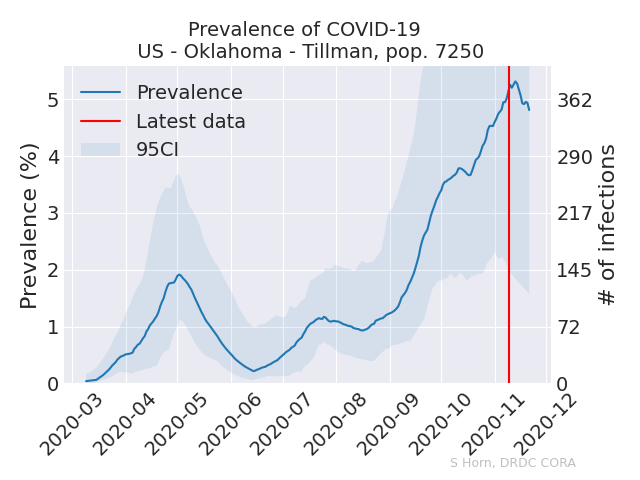 Prevalence of COVID-19
US - Oklahoma - Tillman, pop. 7250
Prevalence
Latest data
95CI
Prevalence (%)
5
4
3
2
1
0
# of infections
362
290
217
145
72
0
2020-03
2020-04
2020-05
2020-06
2020-07
2020-08
2020-09
2020-10
2020-11
2020-12
S Horn, DRDC CORA